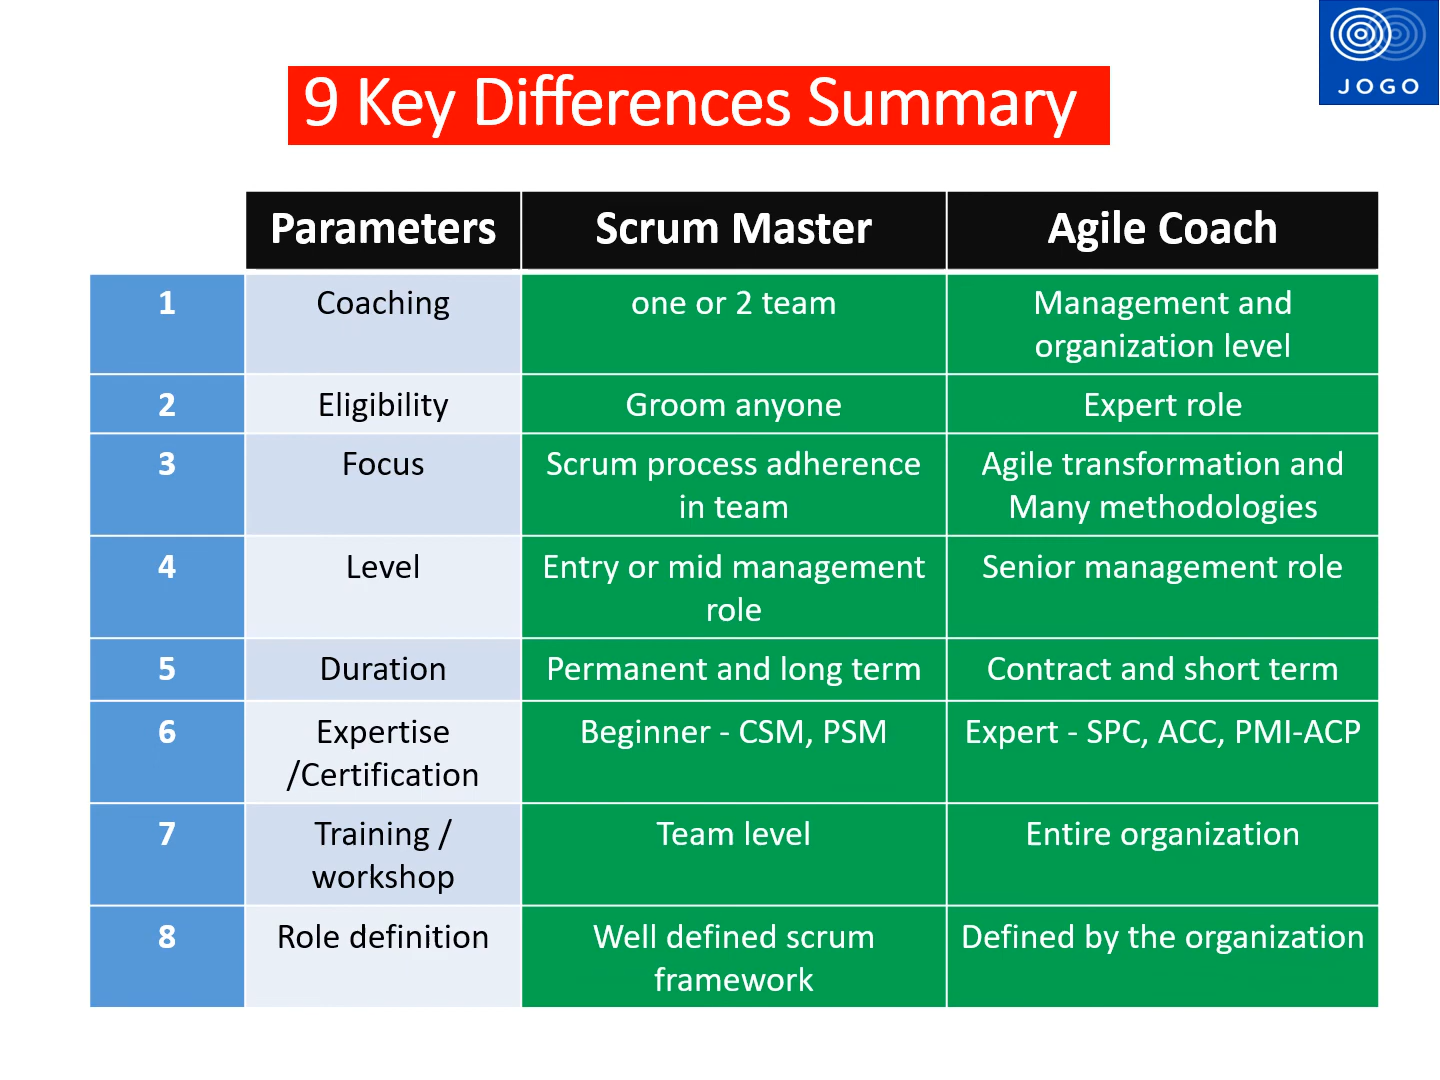 JOGO
9 Key Differences Summary
Parameters Scrum Master Agile Coach
1 Coaching one or 2 team Management and
organization level
2 Eligibility Groom anyone Expert role
3 Focus Scrum process adherence Agile transformation and
in team Many methodologies
4 Level Entry or mid management Senior management role
role
5 Duration Permanent and long term Contract and short term
6 Expertise Beginner - CSM, PSM Expert - SPC, ACC, PMI-ACP
/Certification
7 Training / Team level Entire organization
workshop
8 Role definition Well defined scrum Defined by the organization
framework